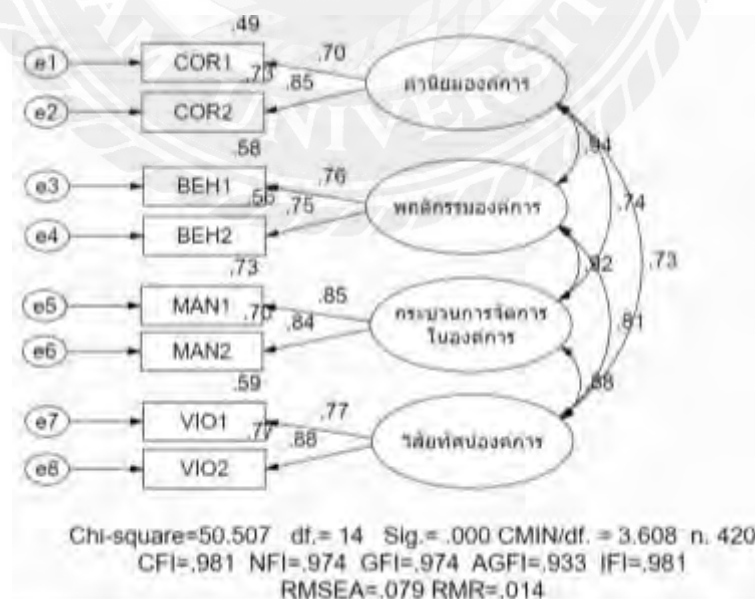 .49
e1 COR1 .70
.73 .85 ค่านิยมองค์การ
e2 COR2
.58 .94
e3 BEH1 .76
.56 .75 พฤติกรรมองค์การ .74
e4 BEH2
.73 .92 .73
e5 MAN1 .85 กระบวนการจัดการ
.70 .84 ในองค์การ .81
e6 MAN2
.59 .88
e7 VIO1 .77
.77 .88 วิสัยทัศน์องค์การ
e8 VIO2
Chi-square=50.507 df.= 14 Sig.= .000 CMIN/df. = 3.608 n. 420
CFI=.981 NFI=.974 GFI=.974 AGFI=.933 IFI=.981
RMSEA=.079 RMR=.014